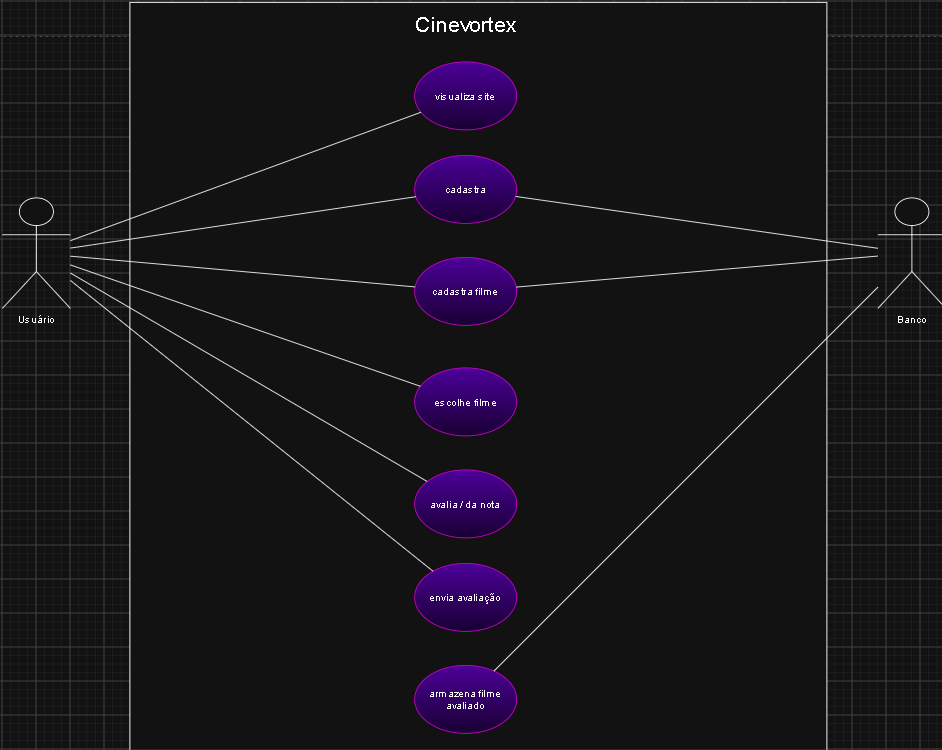 Cinevortex
visualiza site
cadastra
cadastra filme
Usuário
Banco
escolhe filme
avalia / da nota
envia avaliação
armazena filme
avaliado